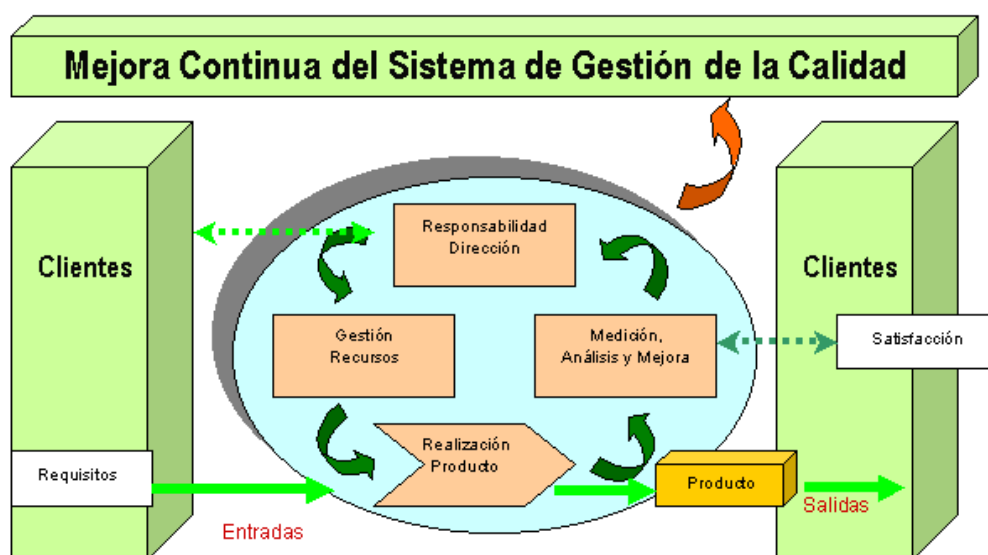 Mejora Continua del Sistema de Gestión de la Calidad
Clientes
Responsabilidad
Dirección
Clientes
Gestión
Recursos
Medición,
Análisis y Mejora
Satisfacción
Requisitos
Realización
Producto
Producto
Entradas
Salidas